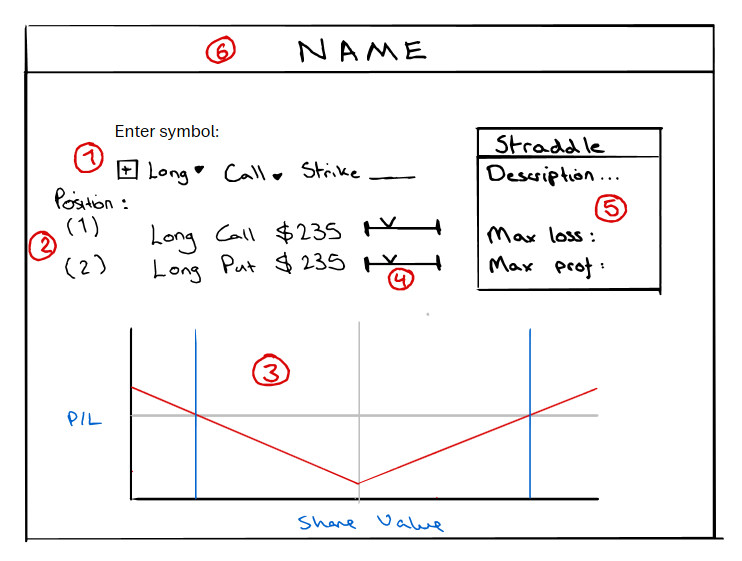 6 NAME
Enter symbol:
1 + Long Call Strike
Position:
2
(1) Long Call $235
(2) Long Put $235
4
Straddle
Description...
5
Max loss:
Max prof:
3
P/L
Share Value